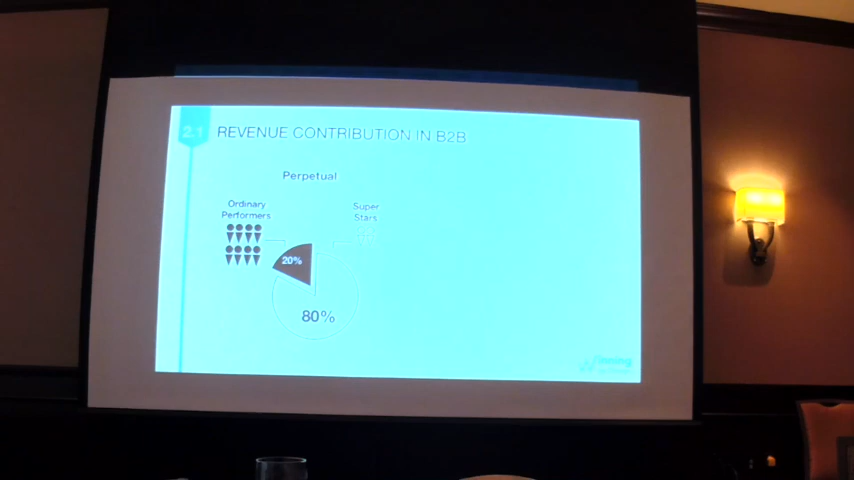 2.1
REVENUE CONTRIBUTION IN B2B
Perpetual
Ordinary
Performers
Super
Stars
20%
80%